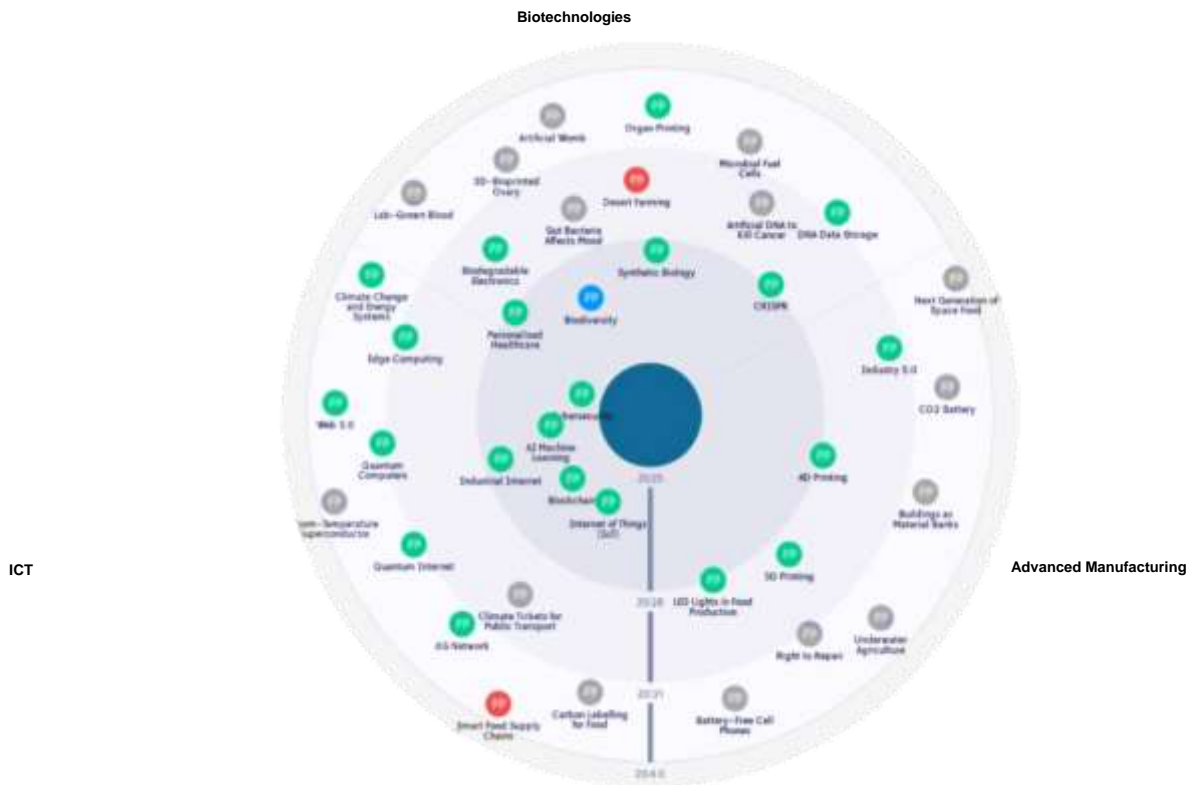 Biotechnologies
Organ Printing
Artificial Womb
Microbial Fuel
Cells
3D-Bioprinted
Ovary
Desert Farming
Lab-Grown Blood
Gut Bacteria
Affects Mood
Artificial DNA to
Kill Cancer
DNA Data Storage
Biodegradable
Electronics
Synthetic Biology
Climate Change
and Energy
Systems
CRISPR
Next Generation of
Space Food
Biodiversity
Personalised
Healthcare
Edge Computing
Industry 5.0
CO2 Battery
Web 3.0
AI Machine
Learning
Quantum
Computers
Industrial Internet
4D Printing
2025
Blockchain
Internet of Things
(IoT)
Buildings as
Material Banks
Quantum Internet
ICT
Advanced Manufacturing
5D Printing
2028
LED Lights in Food
Production
Climate Tickets for
Public Transport
6G Network
Right to Repair
Underwater
Agriculture
2031
Smart Food Supply
Chains
Carbon Labelling
for Food
Battery-Free Cell
Phones
2040